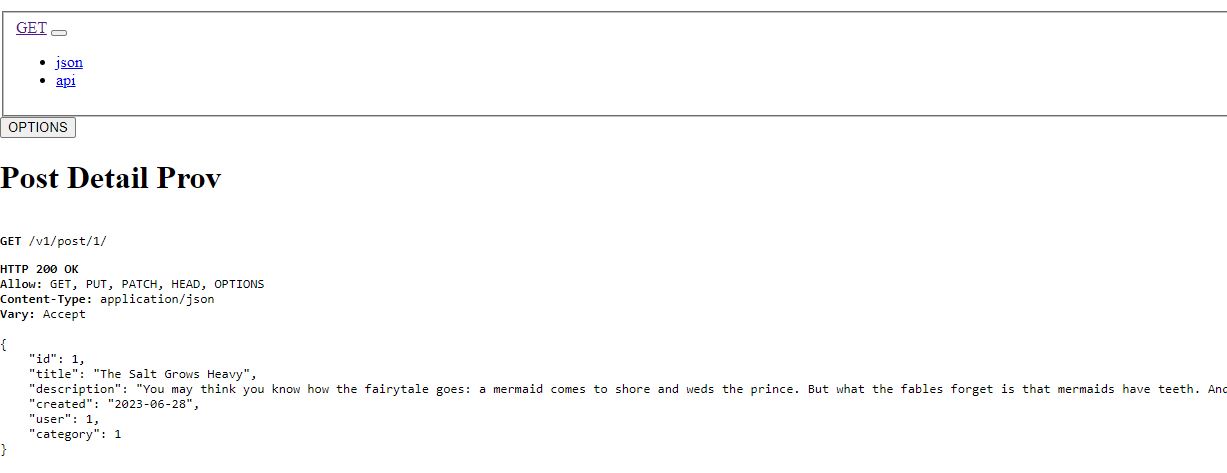 GET
json
api
OPTIONS
Post Detail Prov
GET /v1/post/1/
HTTP 200 OK
Allow: GET, PUT, PATCH, HEAD, OPTIONS
Content-Type: application/json
Vary: Accept
{
    "id": 1,
    "title": "The Salt Grows Heavy",
    "description": "You may think you know how the fairytale goes: a mermaid comes to shore and weds the prince. But what the fables forget is that mermaids have teeth. And
    "created": "2023-06-28",
    "user": 1,
    "category": 1
}